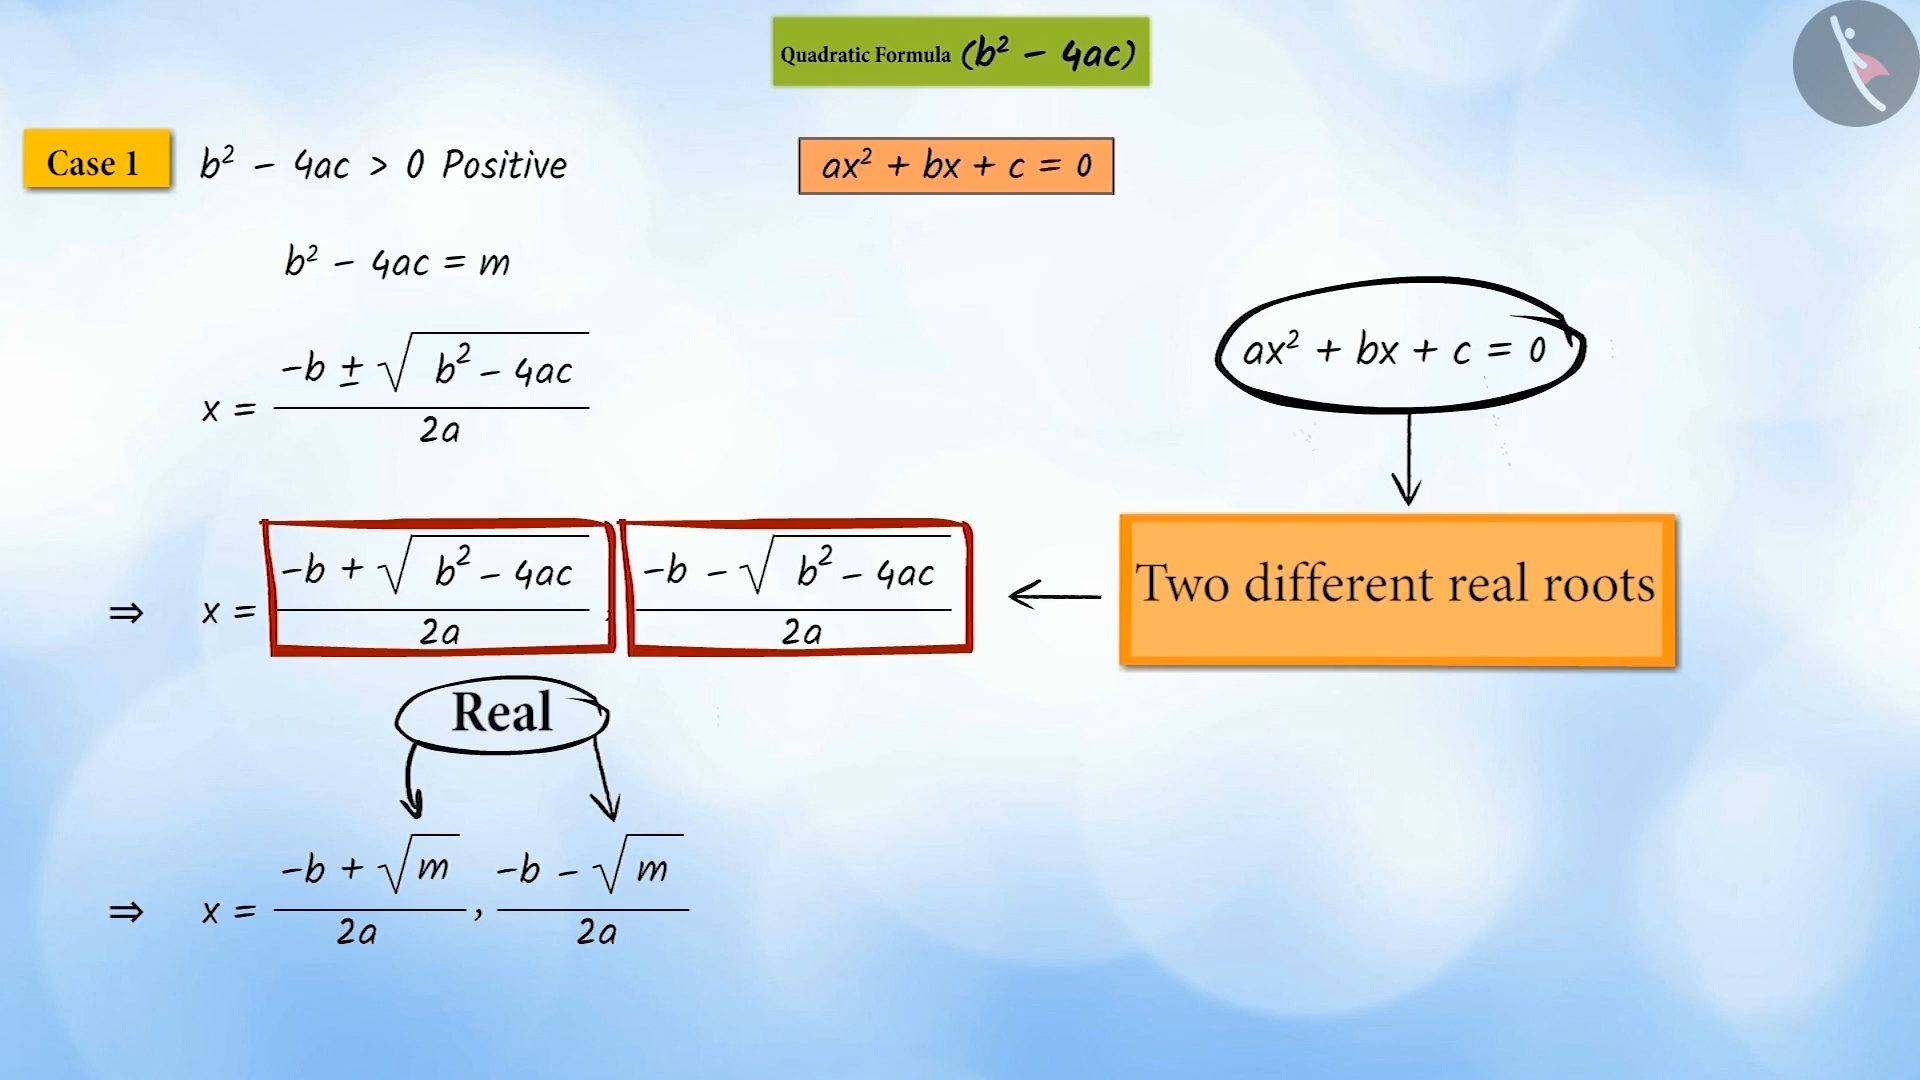 Quadratic Formula (b² − 4ac)
Case 1 b² − 4ac > 0 Positive
ax² + bx + c = 0
b² − 4ac = m
x = (−b ± √(b² − 4ac)) / 2a
ax² + bx + c = 0
⇒ x = (−b + √(b² − 4ac)) / 2a , (−b − √(b² − 4ac)) / 2a
Two different real roots
Real
⇒ x = (−b + √m) / 2a , (−b − √m) / 2a